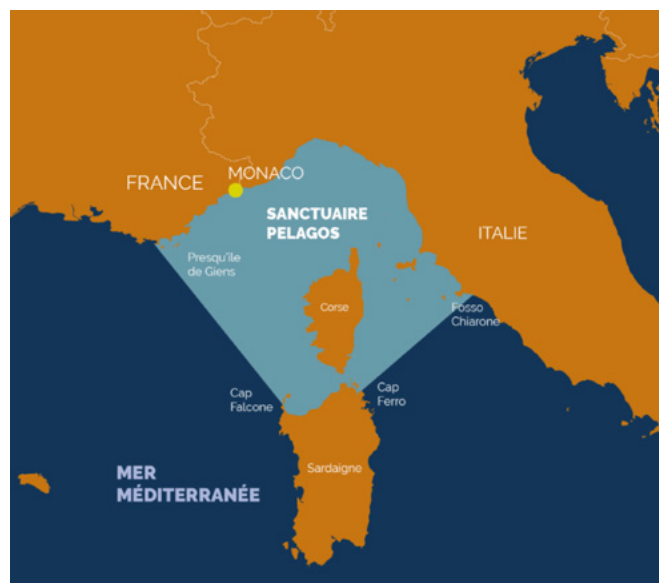 FRANCE
MONACO
SANCTUAIRE
PELAGOS
ITALIE
Presqu'île
de Giens
Corse
Fosso
Chiarone
Cap
Falcone
Cap
Ferro
Sardaigne
MER
MÉDITERRANÉE